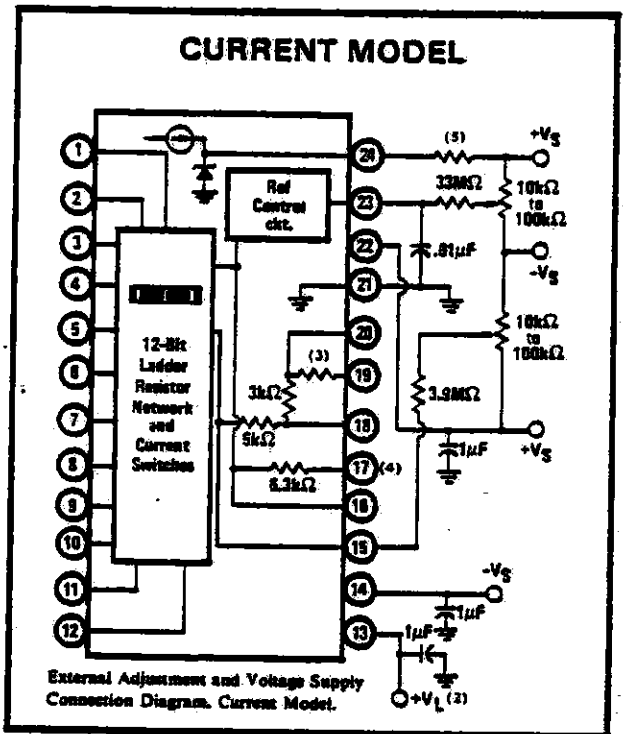 CURRENT MODEL
1
2
3
4
5
6
7
8
9
10
11
12
24
23
22
21
20
19
18
17
16
15
14
13
Ref
Control
ckt.
12-Bit
Ladder
Resistor
Network
and
Current
Switches
3kΩ
(3)
5kΩ
6.3kΩ
(4)
(5)
+VS
33MΩ
10kΩ
to
100kΩ
.01μF
-VS
10kΩ
to
100kΩ
3.9MΩ
1μF
+VS
-VS
1μF
1μF
+VL (2)
External Adjustment and Voltage Supply
Connection Diagram, Current Model.